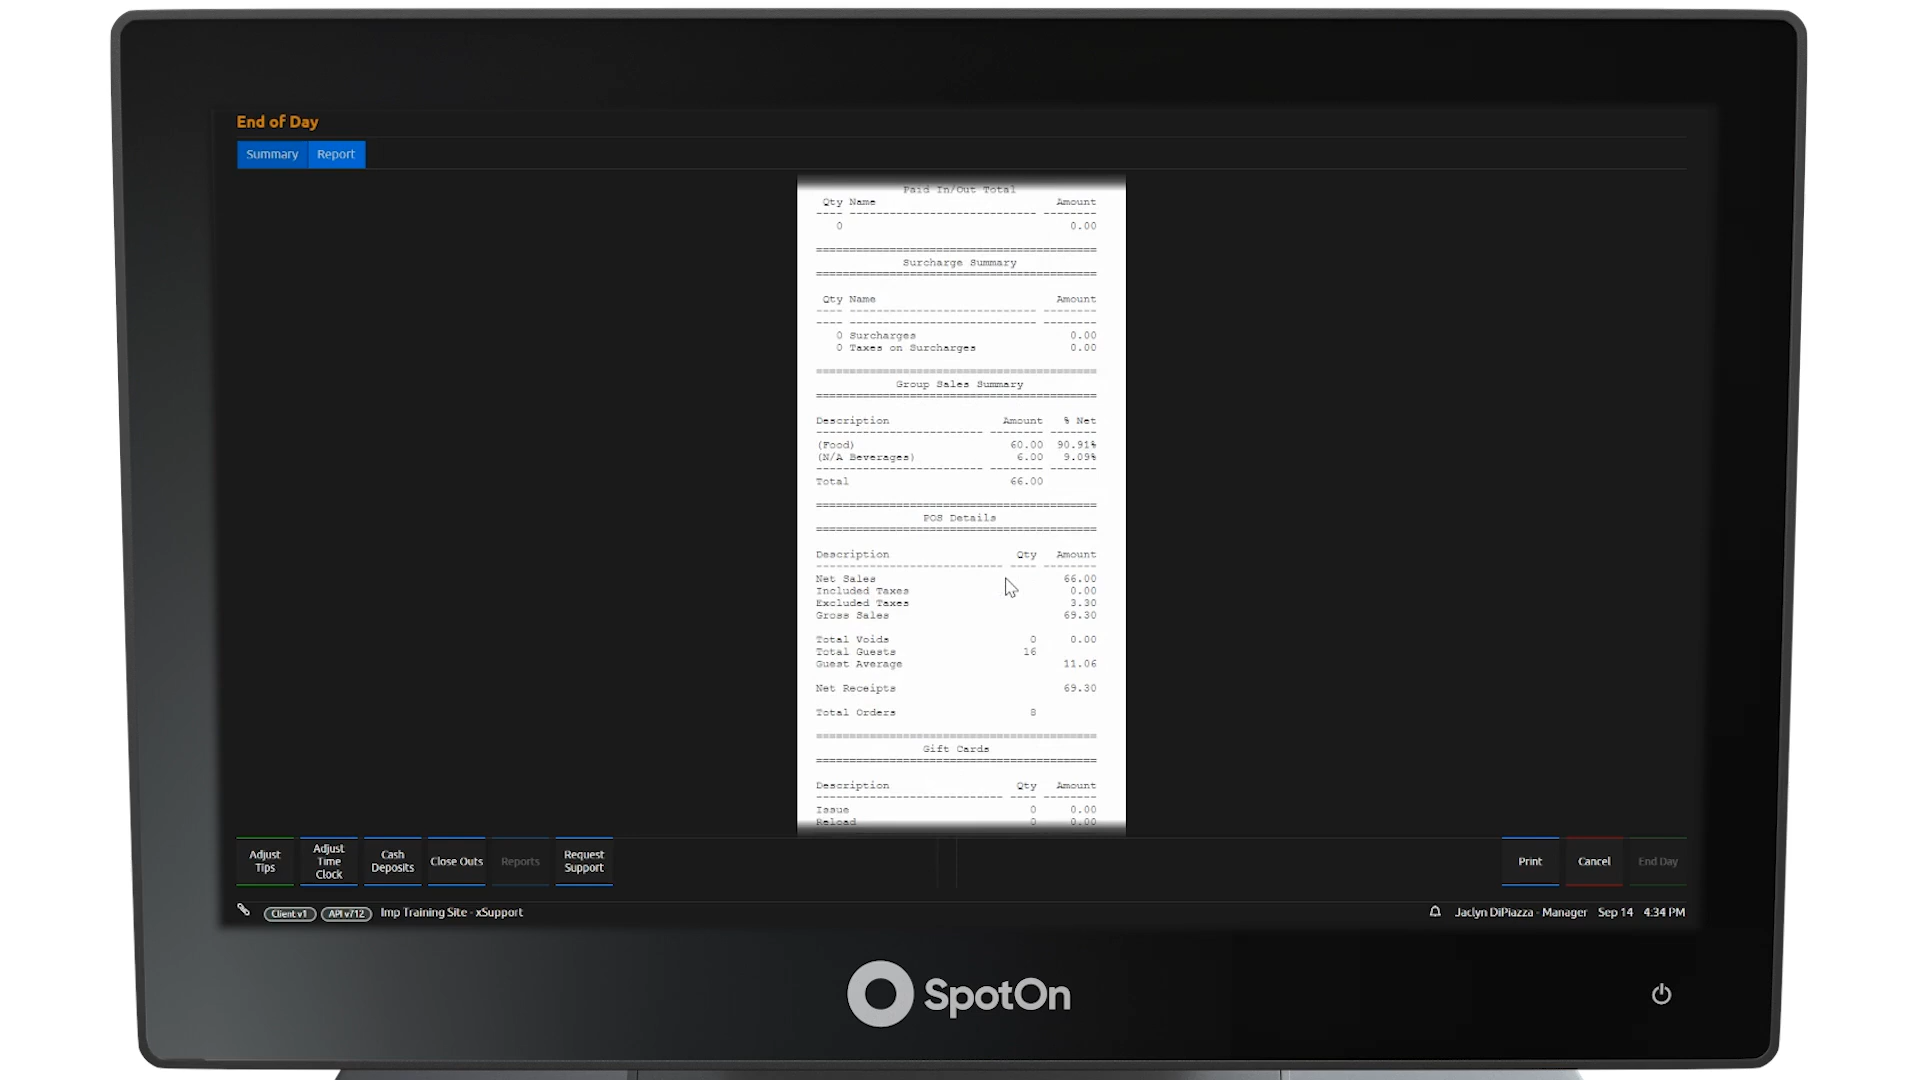 End of Day
Summary Report
Paid In/Out Total
Qty Name Amount
---- ---------------------------- --------
0 0.00
==========================================
Surcharge Summary
==========================================
Qty Name Amount
---- ---------------------------- --------
---- ---------------------------- --------
0 Surcharges 0.00
0 Taxes on Surcharges 0.00
==========================================
Group Sales Summary
==========================================
Description Amount % Net
------------------------- -------- -------
(Food) 60.00 90.91%
(N/A Beverages) 6.00 9.09%
------------------------- -------- -------
Total 66.00
==========================================
POS Details
==========================================
Description Qty Amount
---------------------------- ---- --------
Net Sales 66.00
Included Taxes 0.00
Excluded Taxes 3.30
Gross Sales 69.30
Total Voids 0 0.00
Total Guests 16
Guest Average 11.06
Net Receipts 69.30
Total Orders 8
==========================================
Gift Cards
==========================================
Description Qty Amount
---------------------------- ---- --------
Issue 0 0.00
Reload 0 0.00
Adjust Tips Adjust Time Clock Cash Deposits Close Outs Reports Request Support Print Cancel End Day
Client v1 API v712 Imp Training Site - xSupport Jaclyn DiPiazza - Manager Sep 14 4:34 PM
SpotOn